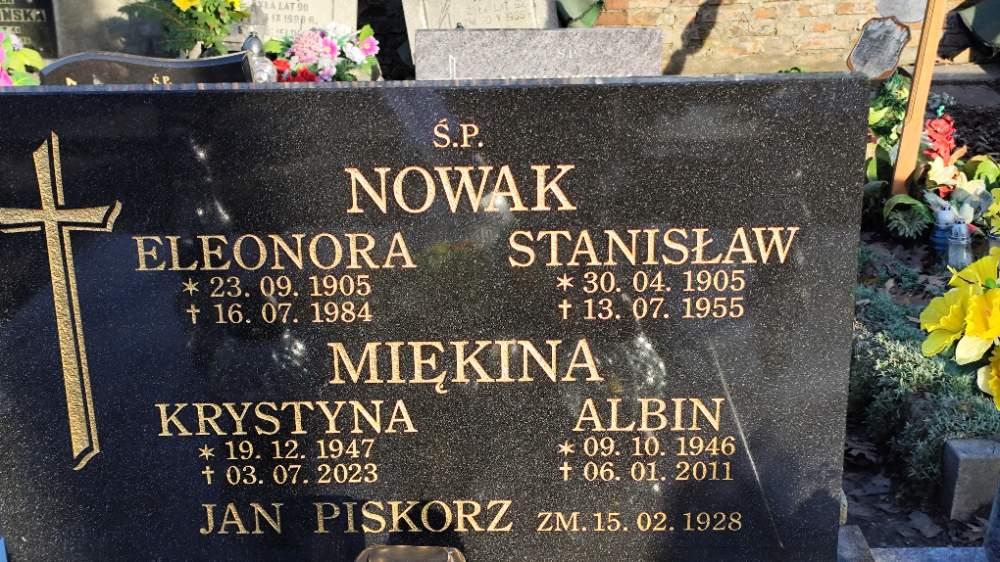 Ś.P.
NOWAK
ELEONORA STANISŁAW
* 23. 09. 1905 * 30. 04. 1905
† 16. 07. 1984 † 13. 07. 1955
MIĘKINA
KRYSTYNA ALBIN
* 19. 12. 1947 * 09. 10. 1946
† 03. 07. 2023 † 06. 01. 2011
JAN PISKORZ ZM. 15. 02. 1928
Ś.P.